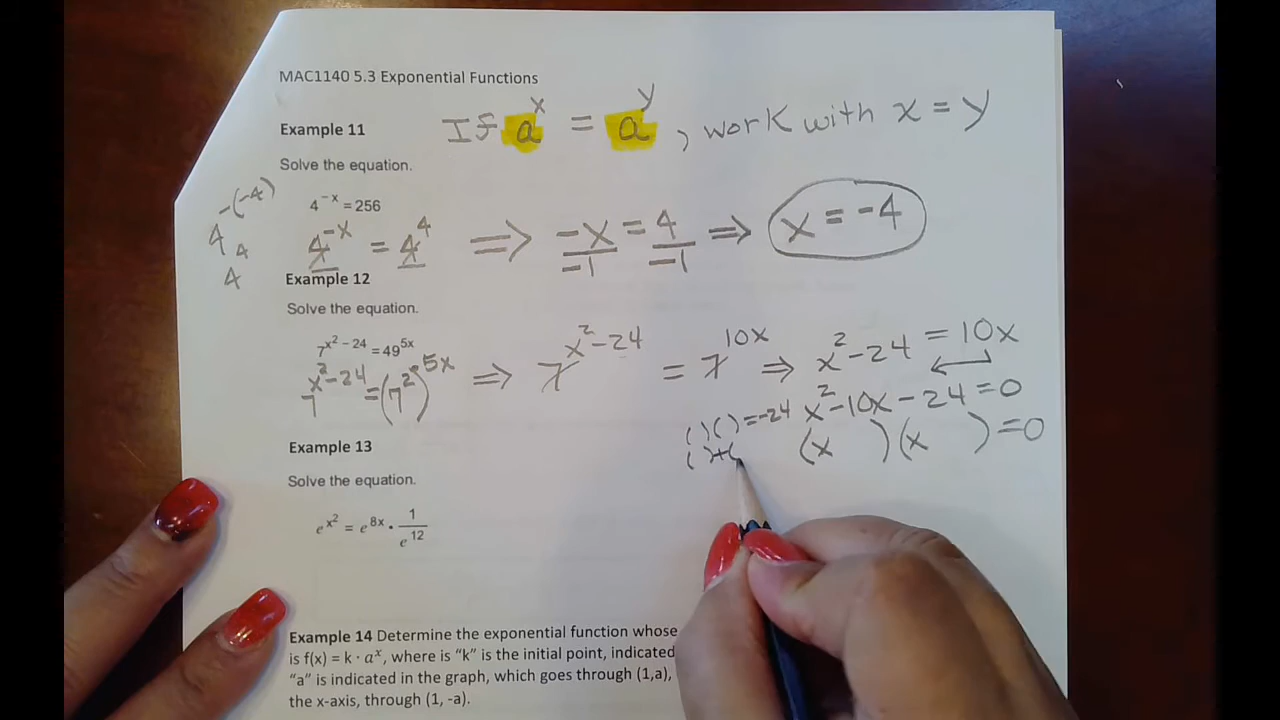 MAC1140 5.3 Exponential Functions
If a^x = a^y, work with x = y
Example 11
Solve the equation.
4^-x = 256
4^-(-4)
4^4
4^-x = 4^4 ⟹ -x/-1 = 4/-1 ⟹ x = -4
Example 12
Solve the equation.
7^(x² - 24) = 49^5x
7^(x²-24) = (7²)^·5x ⟹ 7^(x²-24) = 7^10x ⟹ x²-24 = 10x
x²-10x-24=0
( )( )=-24
(x )(x )=0
( )+(
Example 13
Solve the equation.
e^x² = e^8x • 1/e^12
Example 14 Determine the exponential function whose
is f(x) = k · a^x, where is “k” is the initial point, indicated
“a” is indicated in the graph, which goes through (1,a),
the x-axis, through (1, -a).